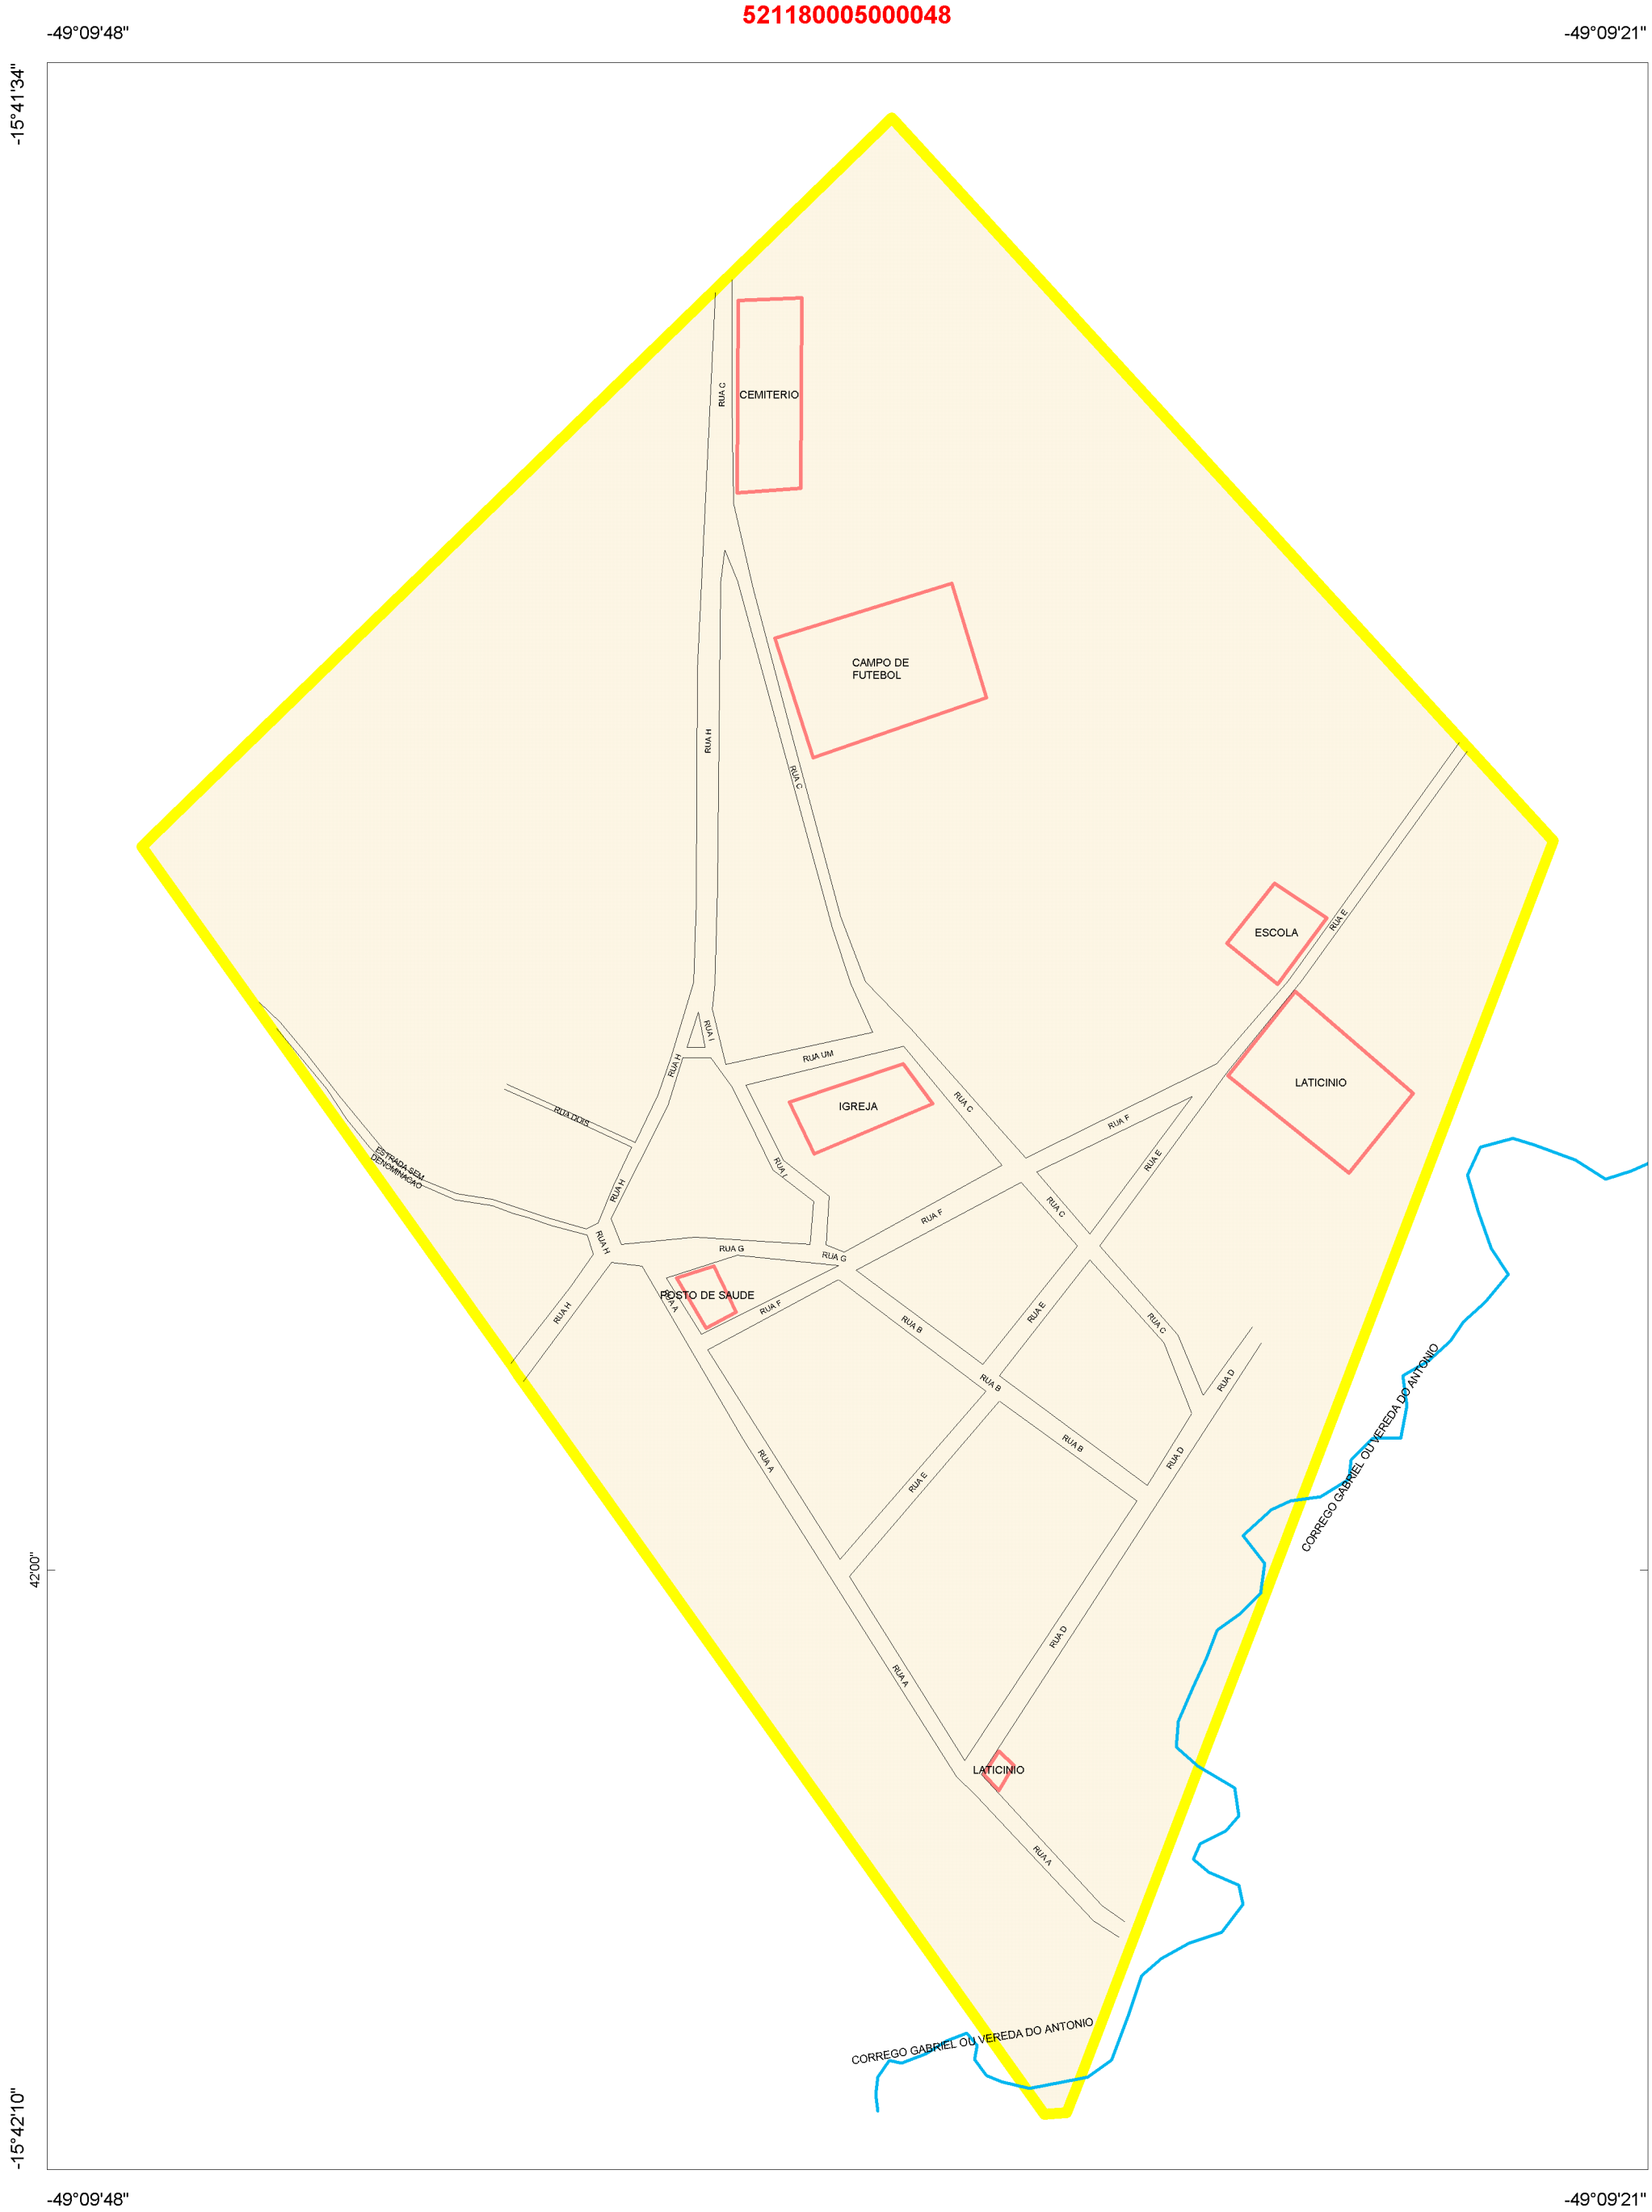 521180005000048
-49°09'48"
-49°09'21"
-15°41'34"
RUA C
CEMITERIO
CAMPO DE
FUTEBOL
RUA H
RUA C
RUA E
ESCOLA
RUA I
RUA UM
RUA H
LATICINIO
RUA C
IGREJA
RUA DOIS
RUA F
ESTRADA SEM
DENOMINACAO
RUA I
RUA E
RUA H
RUA C
RUA F
RUA H
RUA G
RUA G
POSTO DE SAUDE
RUA A
RUA F
RUA H
RUA B
RUA E
RUA C
RUA B
RUA D
CORREGO GABRIEL OU VEREDA DO ANTONIO
RUA B
RUA A
RUA D
RUA E
42'00"
RUA D
RUA A
LATICINIO
RUA A
CORREGO GABRIEL OU VEREDA DO ANTONIO
-15°42'10"
-49°09'48"
-49°09'21"